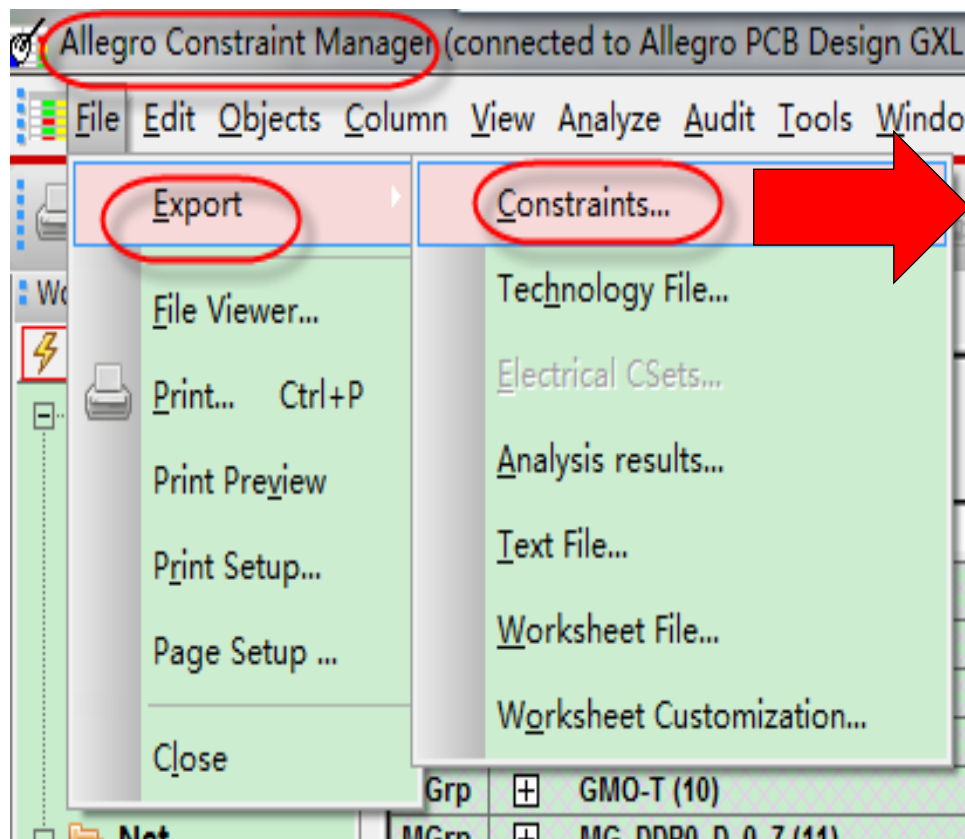 Allegro Constraint Manager (connected to Allegro PCB Design GXL
File Edit Objects Column View Analyze Audit Tools Windo
Export
File Viewer...
Print... Ctrl+P
Print Preview
Print Setup...
Page Setup ...
Close
Constraints...
Technology File...
Electrical CSets...
Analysis results...
Text File...
Worksheet File...
Worksheet Customization...
Wo
Grp GMO-T (10)
Net
MGrp MG_DDR0_D_0_7 (11)